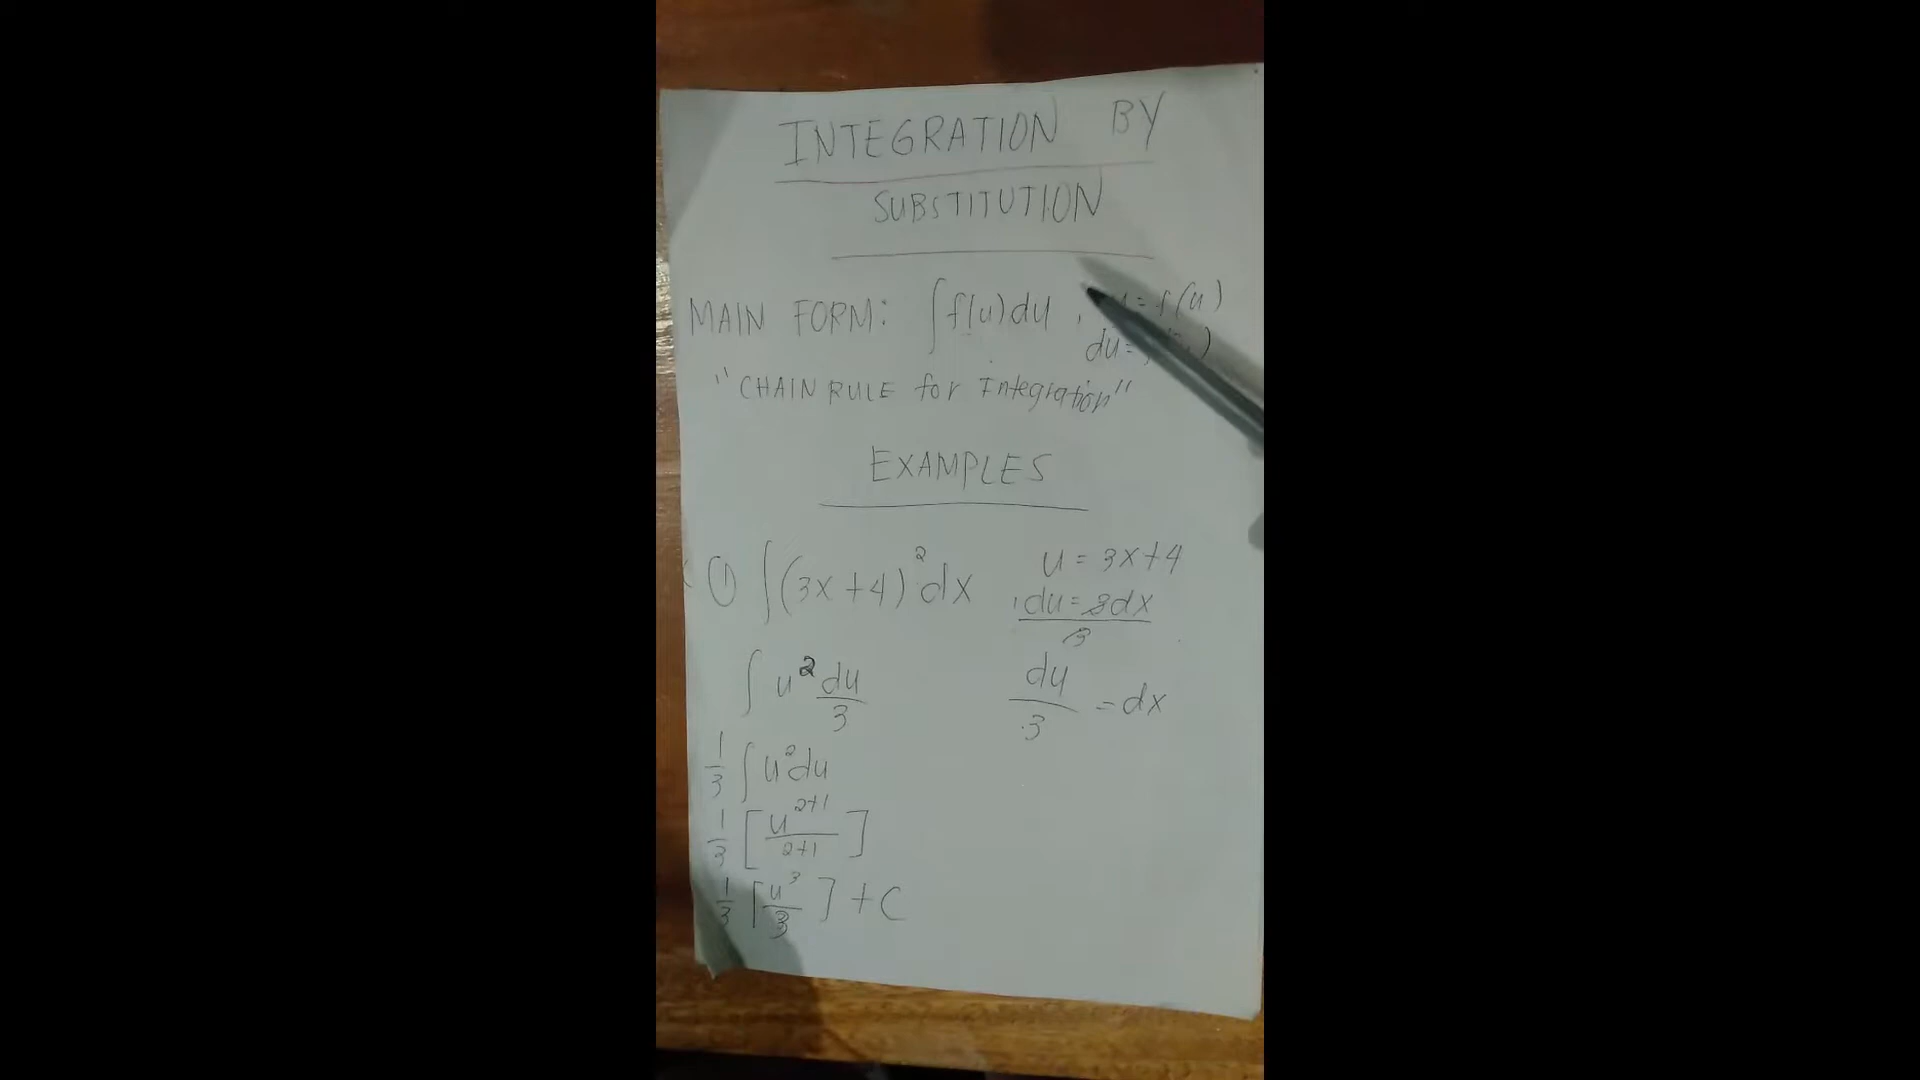 INTEGRATION BY
SUBSTITUTION
MAIN FORM: ∫f(u)du , = f(u)
du=
"CHAIN RULE for Integration"
EXAMPLES
① ∫(3x+4)²dx
u = 3x+4
du = 3dx
3
∫u² du/3
du/3 = dx
1/3 ∫u²du
1/3 [u²⁺¹/2+1]
1/3 [u³/3] + C